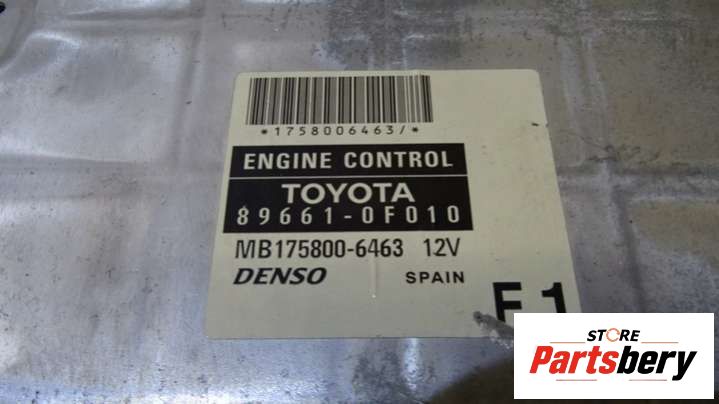 *1758006463/*
ENGINE CONTROL
TOYOTA
89661-0F010
MB175800-6463 12V
DENSO SPAIN
E1
STORE
Partsbery